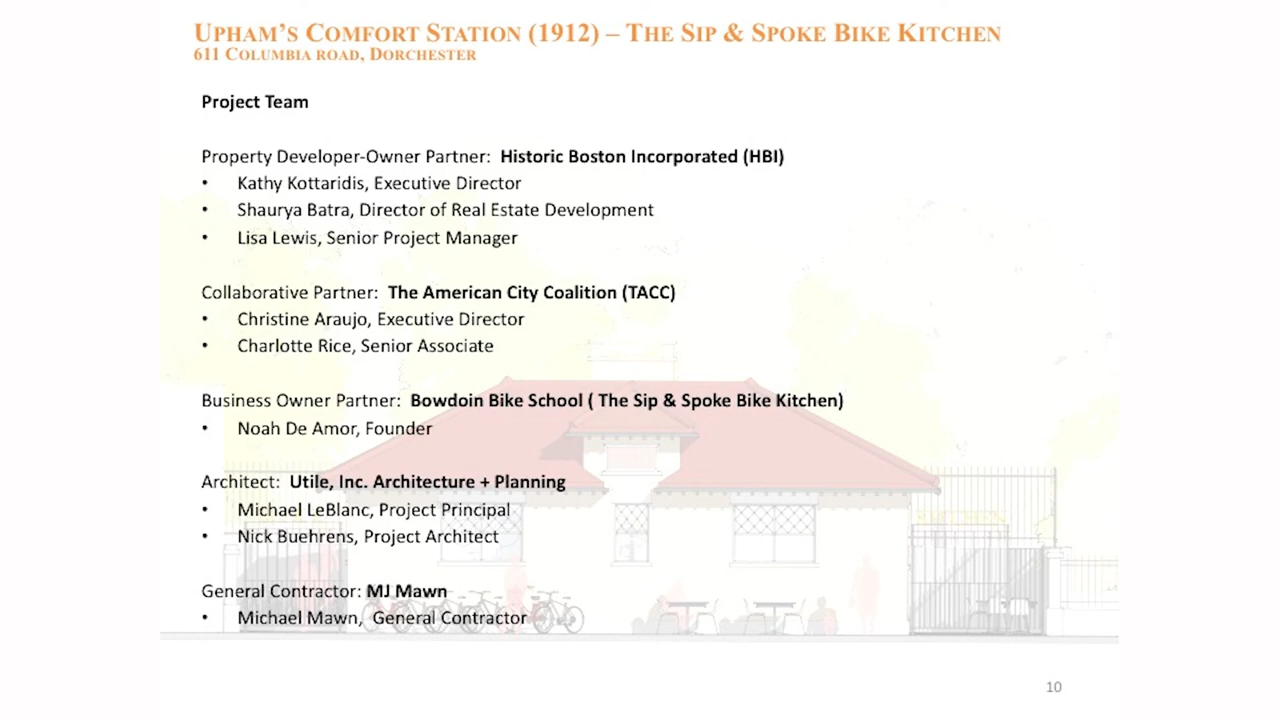 UPHAM'S COMFORT STATION (1912) – THE SIP & SPOKE BIKE KITCHEN
611 COLUMBIA ROAD, DORCHESTER
Project Team
Property Developer-Owner Partner: Historic Boston Incorporated (HBI)
• Kathy Kottaridis, Executive Director
• Shaurya Batra, Director of Real Estate Development
• Lisa Lewis, Senior Project Manager
Collaborative Partner: The American City Coalition (TACC)
• Christine Araujo, Executive Director
• Charlotte Rice, Senior Associate
Business Owner Partner: Bowdoin Bike School ( The Sip & Spoke Bike Kitchen)
• Noah De Amor, Founder
Architect: Utile, Inc. Architecture + Planning
• Michael LeBlanc, Project Principal
• Nick Buehrens, Project Architect
General Contractor: MJ Mawn
• Michael Mawn, General Contractor
10